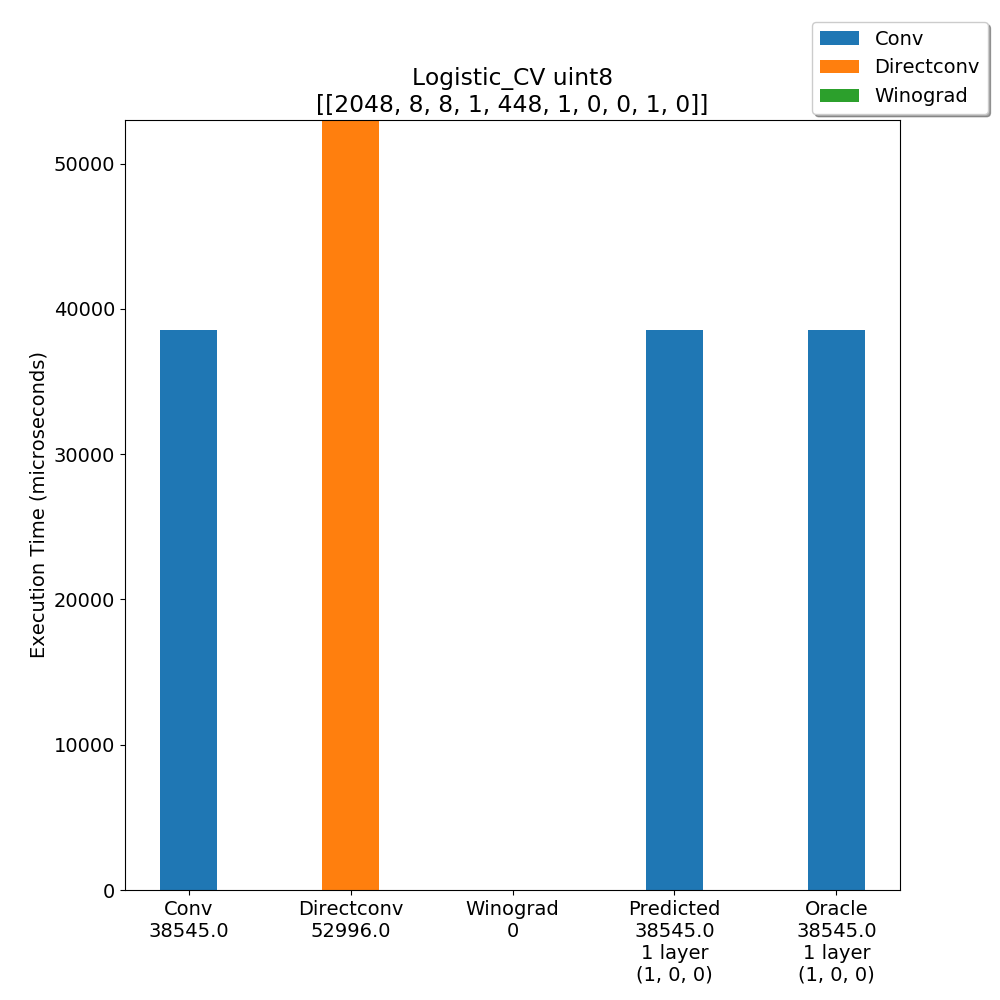 Conv
Directconv
Winograd
Logistic_CV uint8
[[2048, 8, 8, 1, 448, 1, 0, 0, 1, 0]]
Execution Time (microseconds)
50000
40000
30000
20000
10000
0
Conv
38545.0
Directconv
52996.0
Winograd
0
Predicted
38545.0
1 layer
(1, 0, 0)
Oracle
38545.0
1 layer
(1, 0, 0)